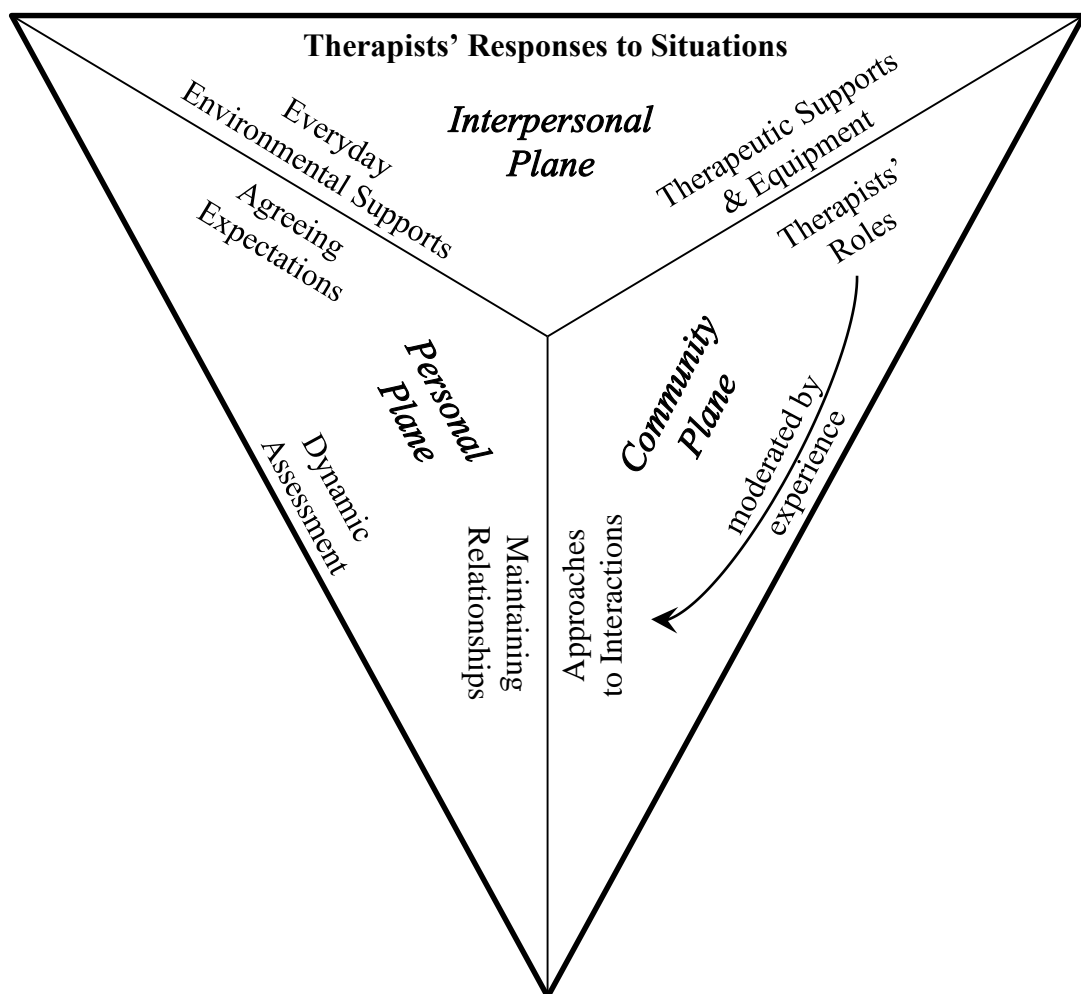 Therapists’ Responses to Situations
Interpersonal
Plane
Everyday
Environmental Supports
Therapeutic Supports
& Equipment
Agreeing
Expectations
Therapists’
Roles
Personal
Plane
Community
Plane
moderated by
experience
Dynamic
Assessment
Maintaining
Relationships
Approaches
to Interactions